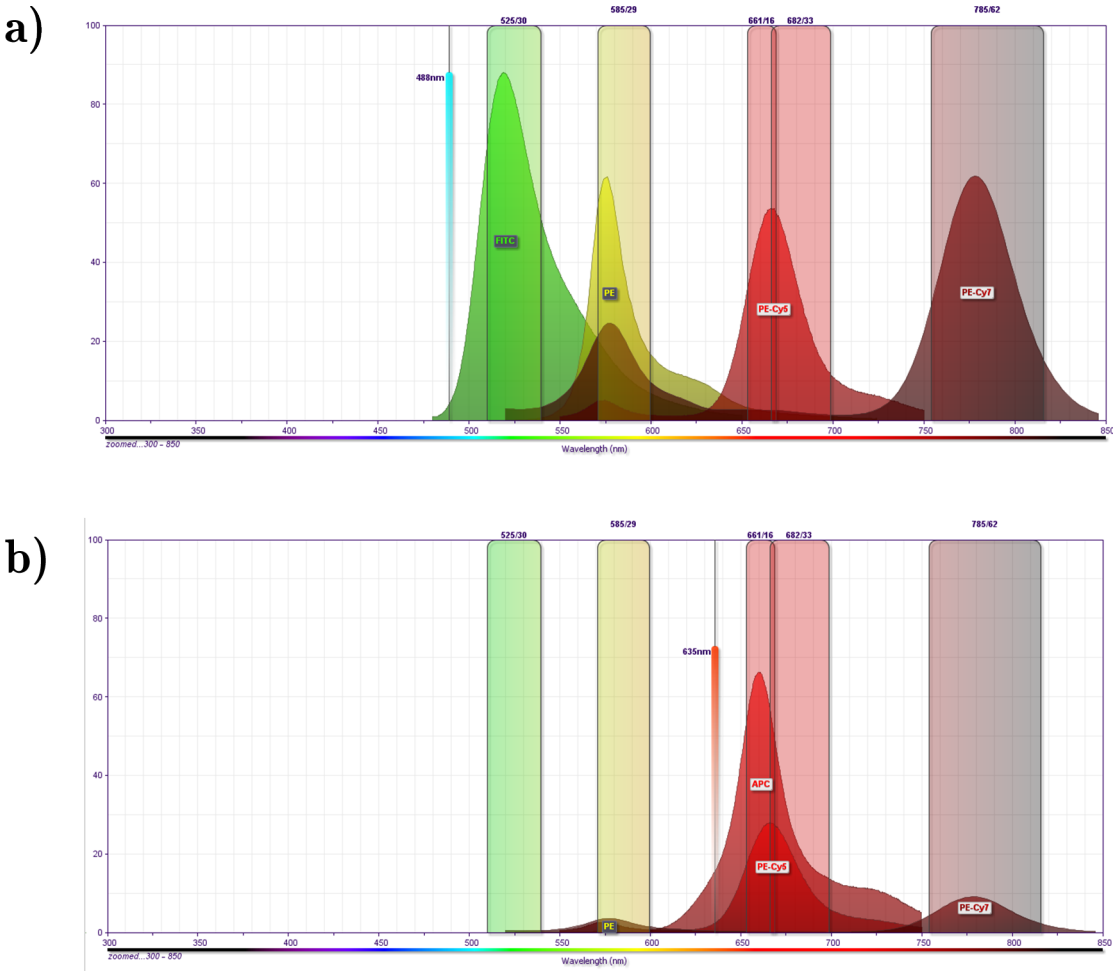 a)
585/29
785/62
525/30
661/16
682/33
100
488nm
80
60
FITC
40
PE
PE-Cy7
PE-Cy5
20
0
300 350 400 450 500 550 600 650 700 750 800 850
zoomed...300 - 850
Wavelength (nm)
b)
585/29
785/62
525/30
661/16
682/33
100
80
635nm
60
40
APC
20
PE-Cy5
PE-Cy7
PE
0
300 350 400 450 500 550 600 650 700 750 800 850
zoomed...300 - 850
Wavelength (nm)